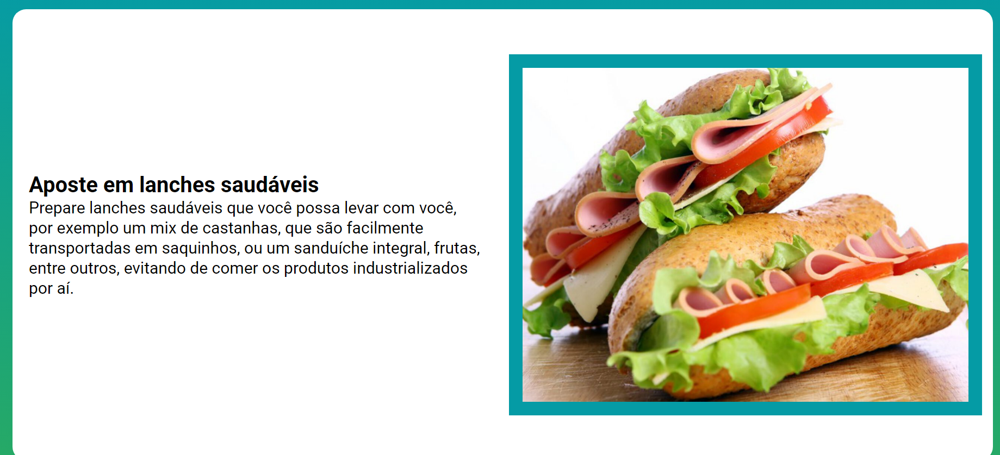 Aposte em lanches saudáveis
Prepare lanches saudáveis que você possa levar com você,
por exemplo um mix de castanhas, que são facilmente
transportadas em saquinhos, ou um sanduíche integral, frutas,
entre outros, evitando de comer os produtos industrializados
por aí.